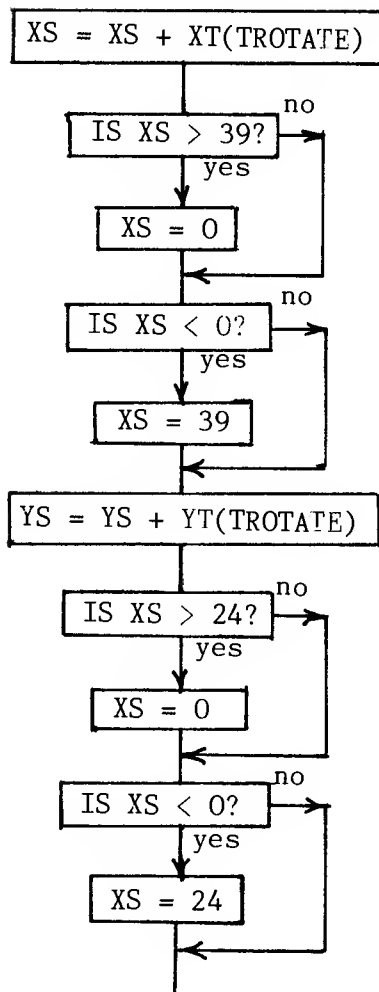 XS = XS + XT(TROTATE)
no
IS XS > 39?
yes
XS = 0
no
IS XS < 0?
yes
XS = 39
YS = YS + YT(TROTATE)
no
IS XS > 24?
yes
XS = 0
no
IS XS < 0?
yes
XS = 24